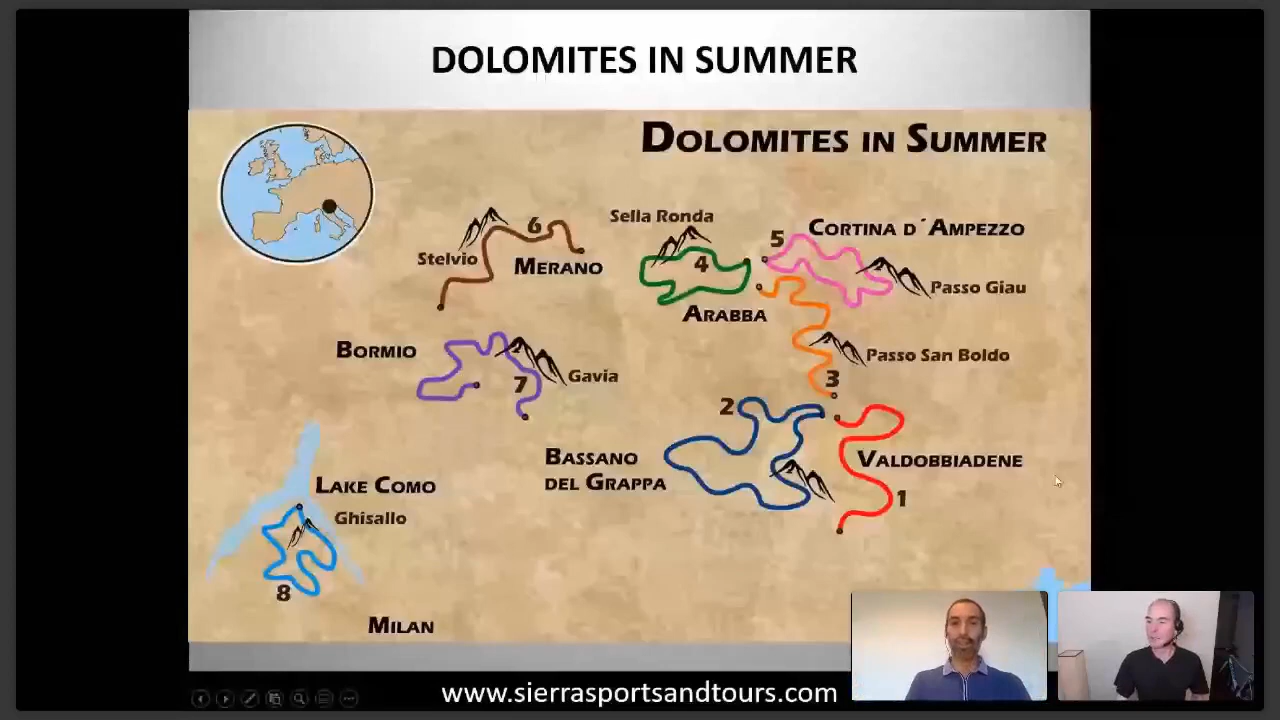 DOLOMITES IN SUMMER
DOLOMITES IN SUMMER
Sella Ronda
6
CORTINA D´AMPEZZO
5
Stelvio
MERANO
4
Passo Giau
ARABBA
BORMIO
Passo San Boldo
Gavia
7
3
2
BASSANO
DEL GRAPPA
VALDOBBIADENE
1
LAKE COMO
Ghisallo
8
MILAN
www.sierrasportsandtours.com